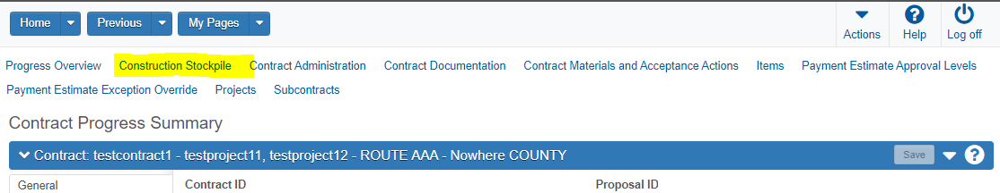 Home Previous My Pages Actions Help Log off
Progress Overview Construction Stockpile Contract Administration Contract Documentation Contract Materials and Acceptance Actions Items Payment Estimate Approval Levels
Payment Estimate Exception Override Projects Subcontracts
Contract Progress Summary
Contract: testcontract1 - testproject11, testproject12 - ROUTE AAA - Nowhere COUNTY Save ?
General Contract ID Proposal ID